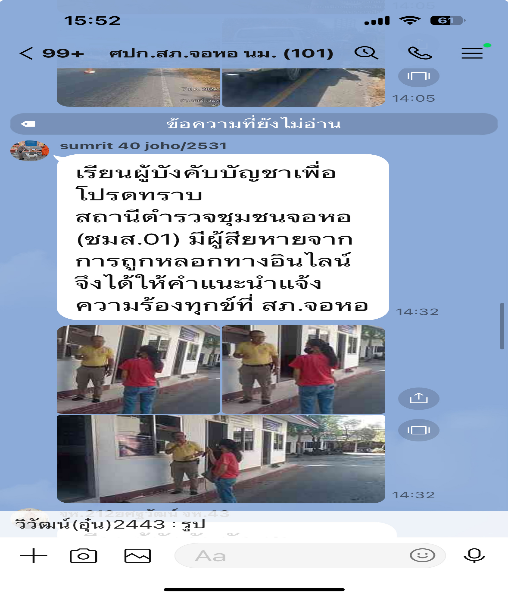 15:52
61
99+ ศปก.สภ.จอหอ นม. (101)
14:05
ข้อความที่ยังไม่อ่าน
sumrit 40 joho/2531
เรียนผู้บังคับบัญชาเพื่อ
โปรดทราบ
สถานีตำรวจชุมชนจอหอ
(ชมส.01) มีผู้สียหายจาก
การถูกหลอกทางอินไลน์
จึงได้ให้คำแนะนำแจ้ง
ความร้องทุกข์ที่ สภ.จอหอ
14:32
14:32
วิวัฒน์(อุ๋น)2443 : รูป
Aa